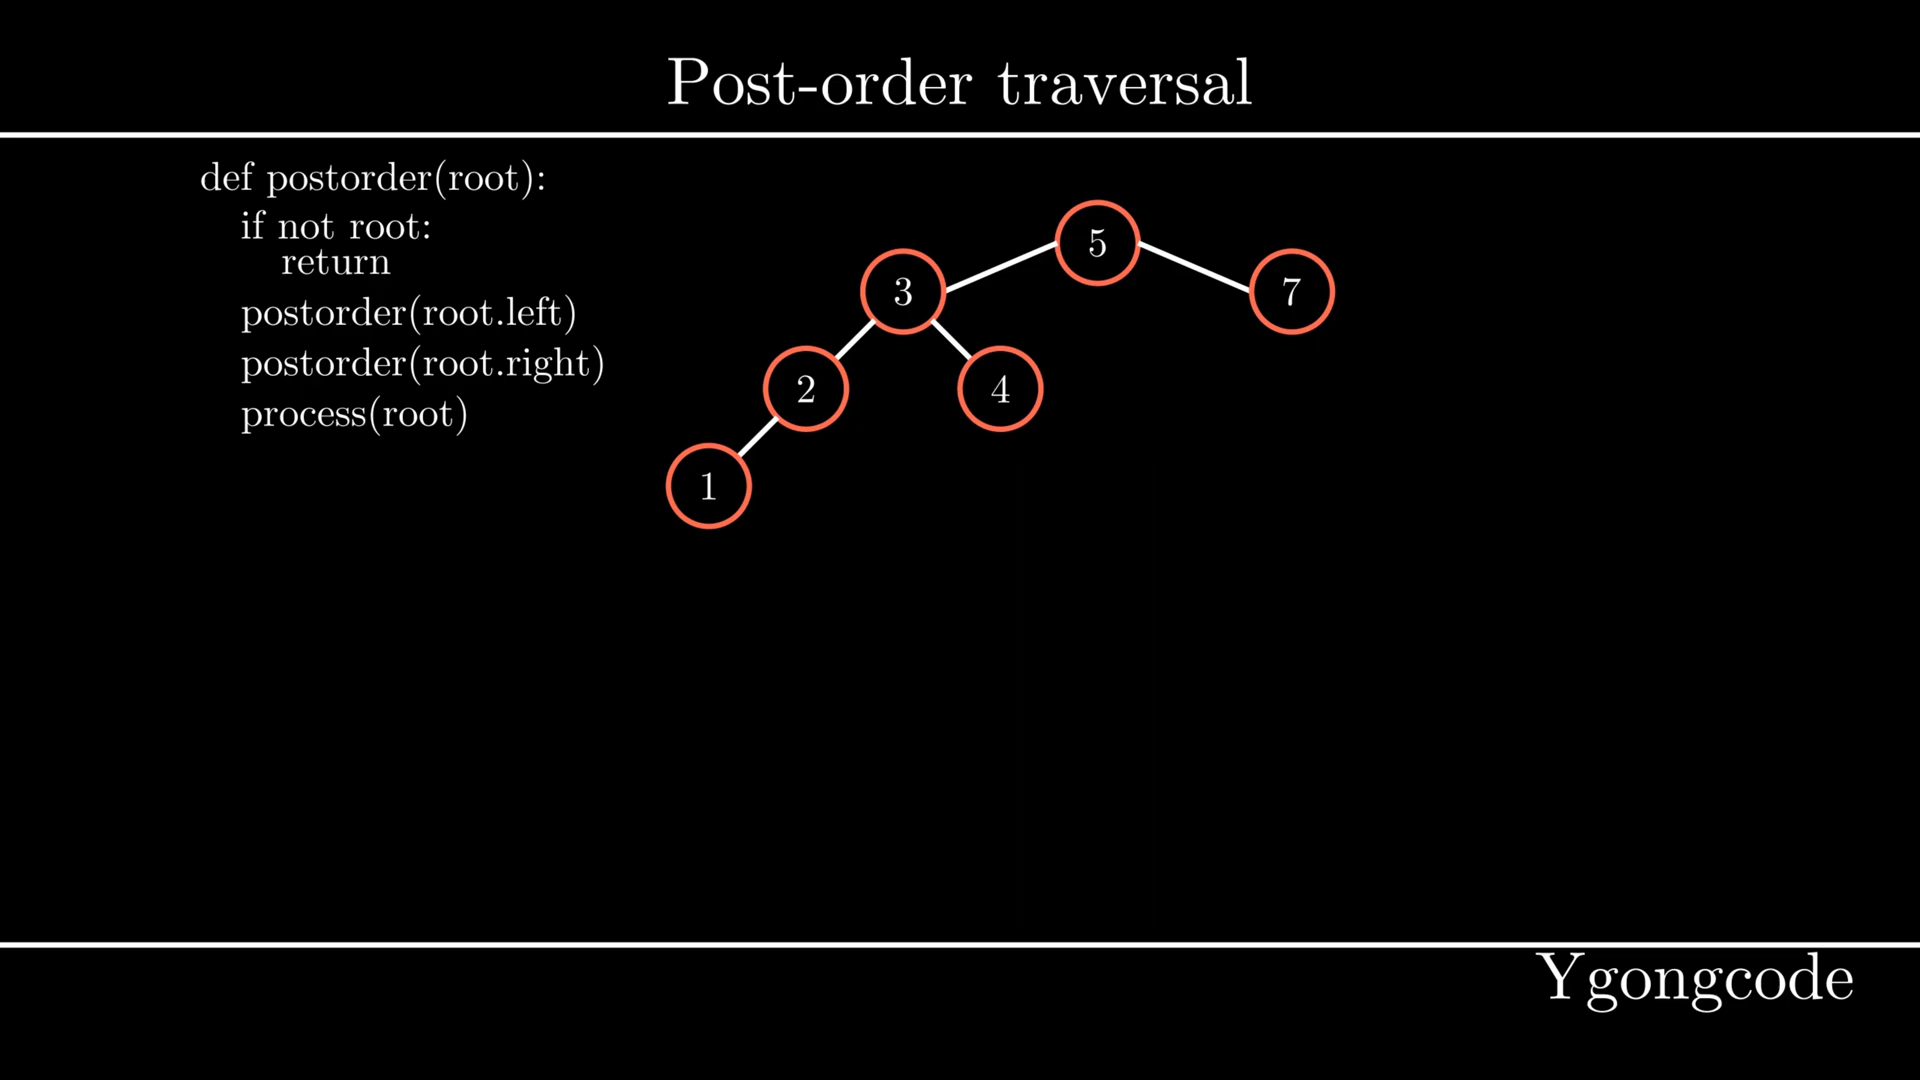 Post-order traversal
def postorder(root):
if not root:
return
postorder(root.left)
postorder(root.right)
process(root)
5
3
7
2
4
1
Ygongcode